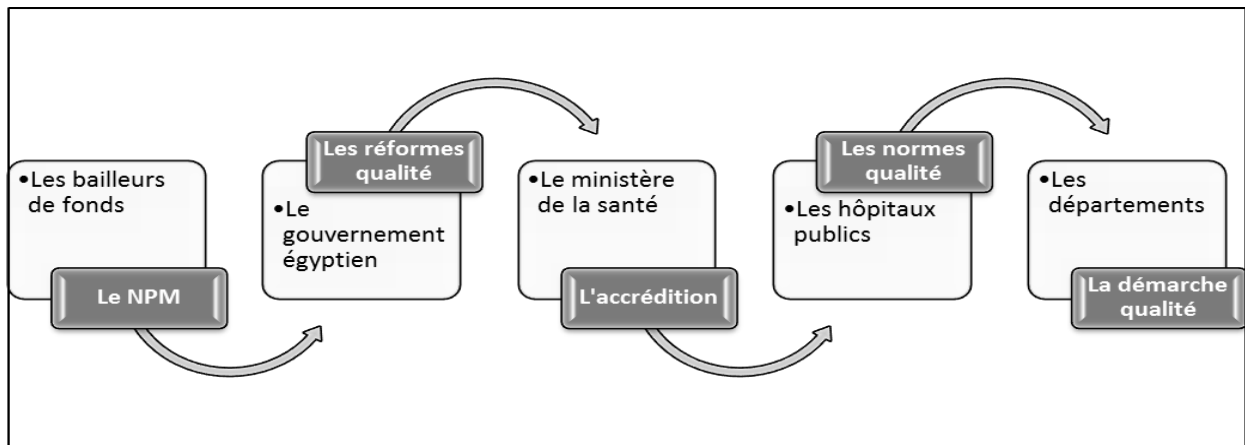 •Les bailleurs
de fonds
Le NPM
Les réformes
qualité
•Le
gouvernement
égyptien
•Le ministère
de la santé
L'accrédition
Les normes
qualité
•Les hôpitaux
publics
•Les
départements
La démarche
qualité